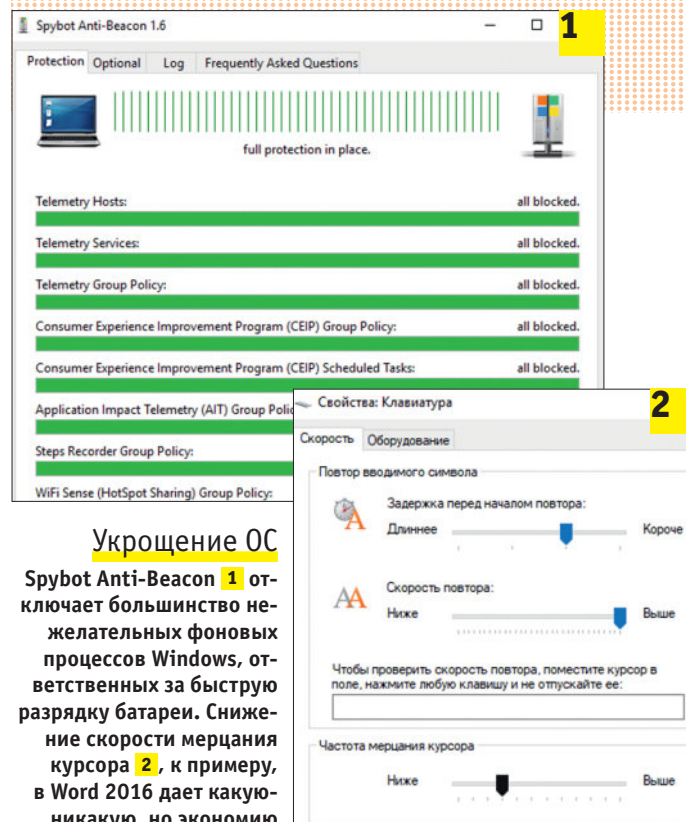 Spybot Anti-Beacon 1.6
1
Protection Optional Log Frequently Asked Questions
full protection in place.
Telemetry Hosts: all blocked.
Telemetry Services: all blocked.
Telemetry Group Policy: all blocked.
Consumer Experience Improvement Program (CEIP) Group Policy: all blocked.
Consumer Experience Improvement Program (CEIP) Scheduled Tasks: all blocked.
Application Impact Telemetry (AIT) Group
Steps Recorder Group Policy:
WiFi Sense (HotSpot Sharing) Group Policy:
Свойства: Клавиатура
2
Скорость Оборудование
Повтор вводимого символа
Задержка перед началом повтора:
Длиннее Короче
Скорость повтора:
Ниже Выше
Чтобы проверить скорость повтора, поместите курсор в
поле, нажмите любую клавишу и не отпускайте ее:
Частота мерцания курсора
Ниже Выше
Укрощение ОС
Spybot Anti-Beacon 1 от-
ключает большинство не-
желательных фоновых
процессов Windows, от-
ветственных за быструю
разрядку батареи. Сниже-
ние скорости мерцания
курсора 2, к примеру,
в Word 2016 дает какую-
никакую, но экономию